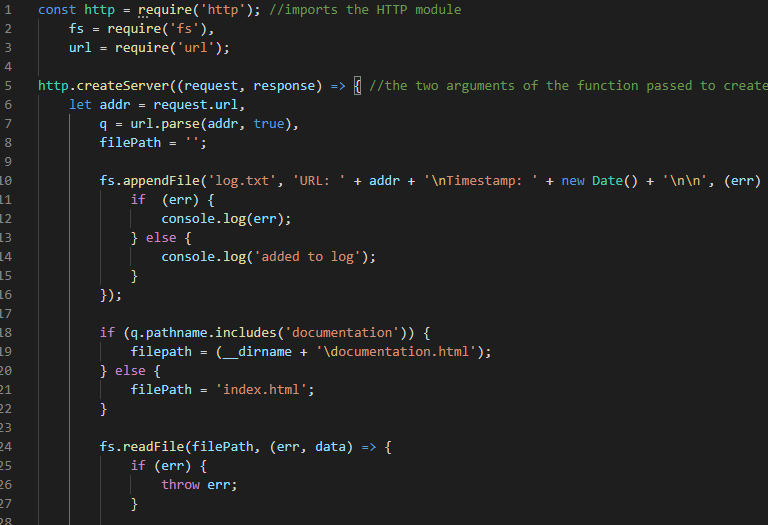 1 const http = require('http'); //imports the HTTP module
2 fs = require('fs'),
3 url = require('url');
4
5 http.createServer((request, response) => { //the two arguments of the function passed to create
6 let addr = request.url,
7 q = url.parse(addr, true),
8 filePath = '';
9
10 fs.appendFile('log.txt', 'URL: ' + addr + '\nTimestamp: ' + new Date() + '\n\n', (err)
11 if (err) {
12 console.log(err);
13 } else {
14 console.log('added to log');
15 }
16 });
17
18 if (q.pathname.includes('documentation')) {
19 filepath = (__dirname + '\documentation.html');
20 } else {
21 filePath = 'index.html';
22 }
23
24 fs.readFile(filePath, (err, data) => {
25 if (err) {
26 throw err;
27 }
28